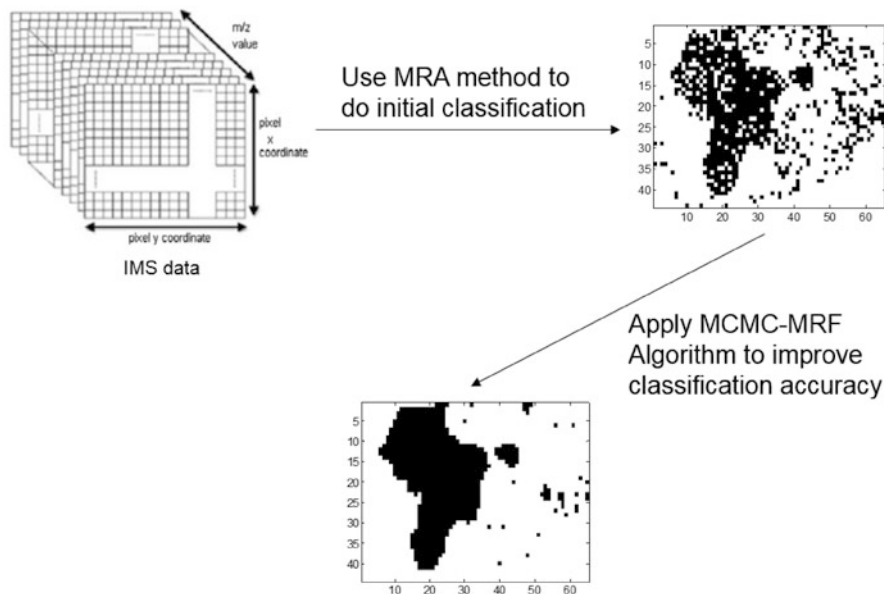 m/z
value
pixel
x
coordinate
pixel y coordinate
IMS data
Use MRA method to
do initial classification
5
10
15
20
25
30
35
40
10 20 30 40 50 60
Apply MCMC-MRF
Algorithm to improve
classification accuracy
5
10
15
20
25
30
35
40
10 20 30 40 50 60